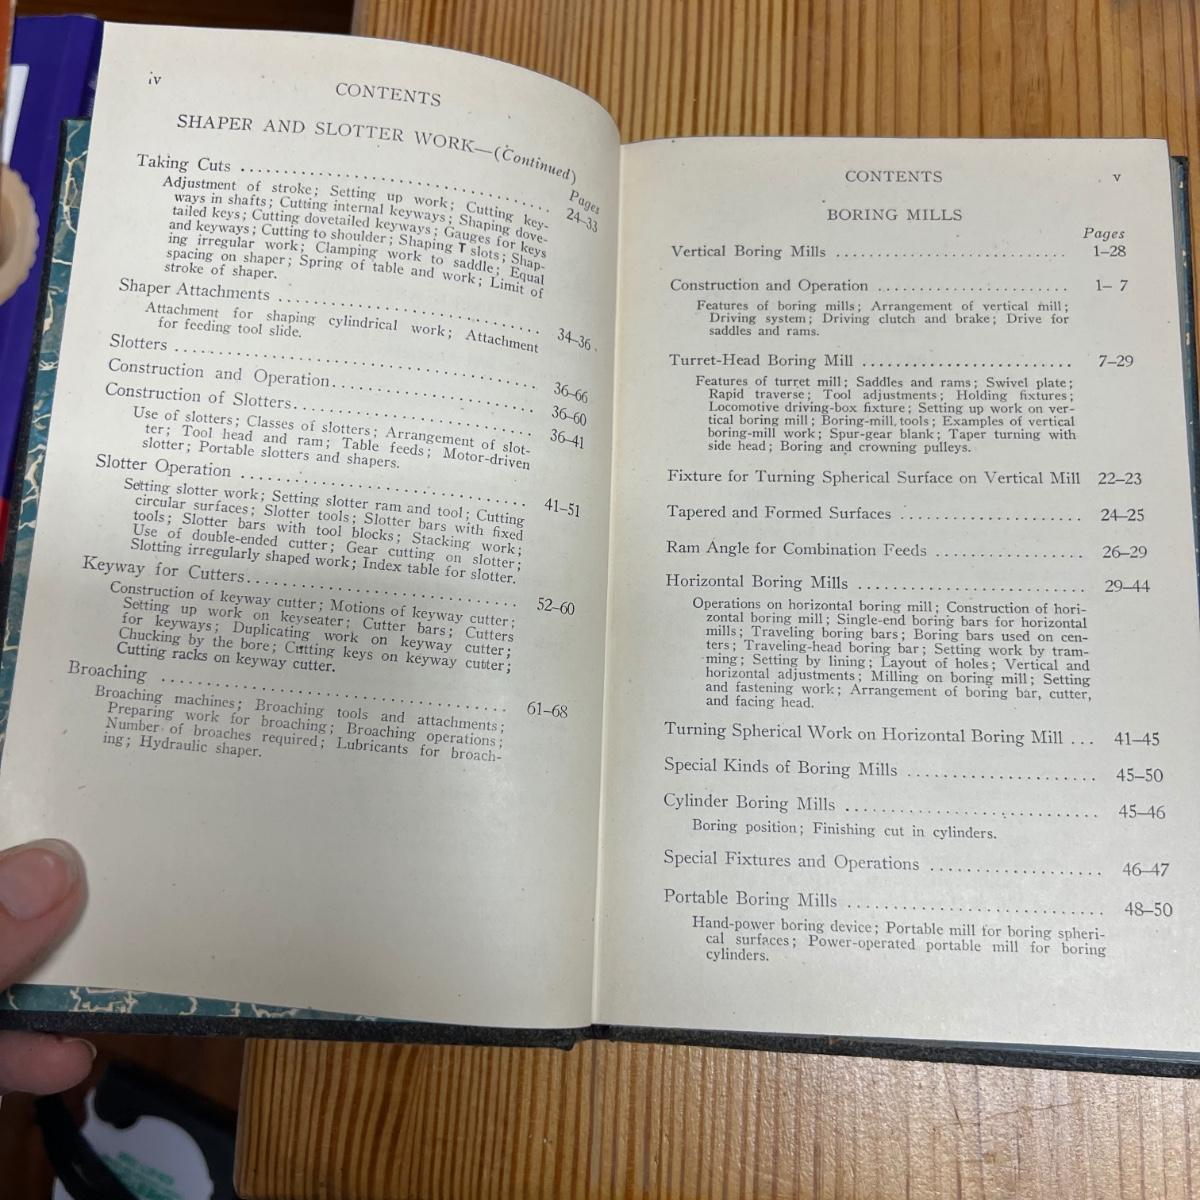 iv
CONTENTS
SHAPER AND SLOTTER WORK—(Continued)
Pages
Taking Cuts .......................................... 24–33
Adjustment of stroke; Setting up work; Cutting key-
ways in shafts; Cutting internal keyways; Shaping dove-
tailed keys; Cutting dovetailed keyways; Gauges for keys
and keyways; Cutting to shoulder; Shaping T slots; Shap-
ing irregular work; Clamping work to saddle; Equal
spacing on shaper; Spring of table and work; Limit of
stroke of shaper.
Shaper Attachments .................................. 34–36
Attachment for shaping cylindrical work; Attachment
for feeding tool slide.
Slotters ............................................. 36–66
Construction and Operation........................... 36–60
Construction of Slotters............................. 36–41
Use of slotters; Classes of slotters; Arrangement of slot-
ter; Tool head and ram; Table feeds; Motor-driven
slotter; Portable slotters and shapers.
Slotter Operation ................................... 41–51
Setting slotter work; Setting slotter ram and tool; Cutting
circular surfaces; Slotter tools; Slotter bars with fixed
tools; Slotter bars with tool blocks; Stacking work;
Use of double-ended cutter; Gear cutting on slotter;
Slotting irregularly shaped work; Index table for slotter.
Keyway for Cutters................................... 52–60
Construction of keyway cutter; Motions of keyway cutter;
Setting up work on keyseater; Cutter bars; Cutters
for keyways; Duplicating work on keyway cutter;
Chucking by the bore; Cutting keys on keyway cutter;
Cutting racks on keyway cutter.
Broaching ........................................... 61–68
Broaching machines; Broaching tools and attachments;
Preparing work for broaching; Broaching operations;
Number of broaches required; Lubricants for broach-
ing; Hydraulic shaper.
CONTENTS v
BORING MILLS
Pages
Vertical Boring Mills ............................ 1–28
Construction and Operation ....................... 1– 7
Features of boring mills; Arrangement of vertical mill;
Driving system; Driving clutch and brake; Drive for
saddles and rams.
Turret-Head Boring Mill .......................... 7–29
Features of turret mill; Saddles and rams; Swivel plate;
Rapid traverse; Tool adjustments; Holding fixtures;
Locomotive driving-box fixture; Setting up work on ver-
tical boring mill; Boring-mill tools; Examples of vertical
boring-mill work; Spur-gear blank; Taper turning with
side head; Boring and crowning pulleys.
Fixture for Turning Spherical Surface on Vertical Mill 22–23
Tapered and Formed Surfaces ...................... 24–25
Ram Angle for Combination Feeds .................. 26–29
Horizontal Boring Mills .......................... 29–44
Operations on horizontal boring mill; Construction of hori-
zontal boring mill; Single-end boring bars for horizontal
mills; Traveling boring bars; Boring bars used on cen-
ters; Traveling-head boring bar; Setting work by tram-
ming; Setting by lining; Layout of holes; Vertical and
horizontal adjustments; Milling on boring mill; Setting
and fastening work; Arrangement of boring bar, cutter,
and facing head.
Turning Spherical Work on Horizontal Boring Mill ... 41–45
Special Kinds of Boring Mills .................... 45–50
Cylinder Boring Mills ............................ 45–46
Boring position; Finishing cut in cylinders.
Special Fixtures and Operations .................. 46–47
Portable Boring Mills ............................ 48–50
Hand-power boring device; Portable mill for boring spheri-
cal surfaces; Power-operated portable mill for boring
cylinders.